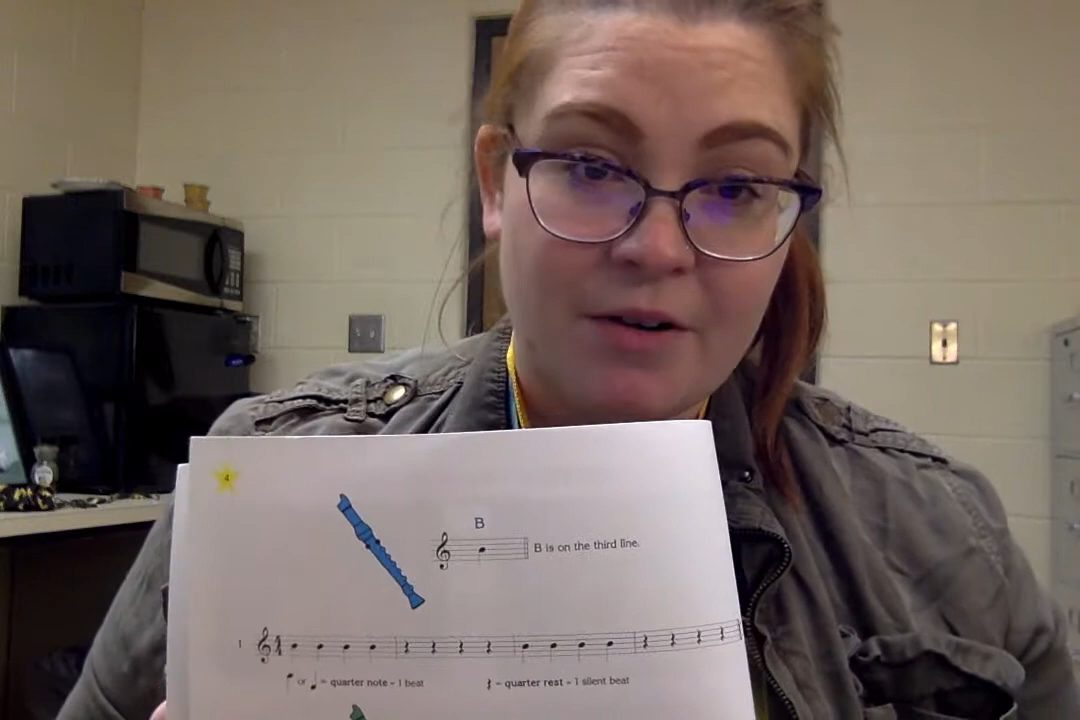 4
B
B is on the third line.
1
or = quarter note - 1 beat
= quarter rest - 1 silent beat